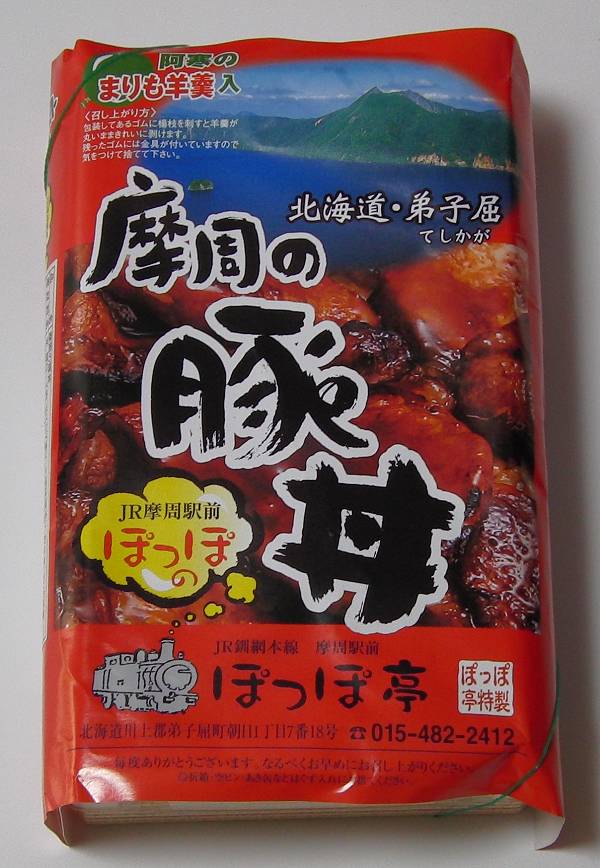 阿寒の
まりも羊羹入
〈召し上がり方〉
包装してあるゴムに楊枝を刺すと羊羹が
丸いままきれいに剥けます。
残ったゴムには金具が付いていますので
気をつけて捨てて下さい。
北海道・弟子屈
てしかが
摩周の
豚丼
JR摩周駅前
ぽっぽの
JR釧網本線 摩周駅前
ぽっぽ亭
ぽっぽ
亭特製
北海道川上郡弟子屈町朝日1丁目7番18号 ☎015-482-2412
毎度ありがとうございます。なるべくお早めにお召し上がりください。